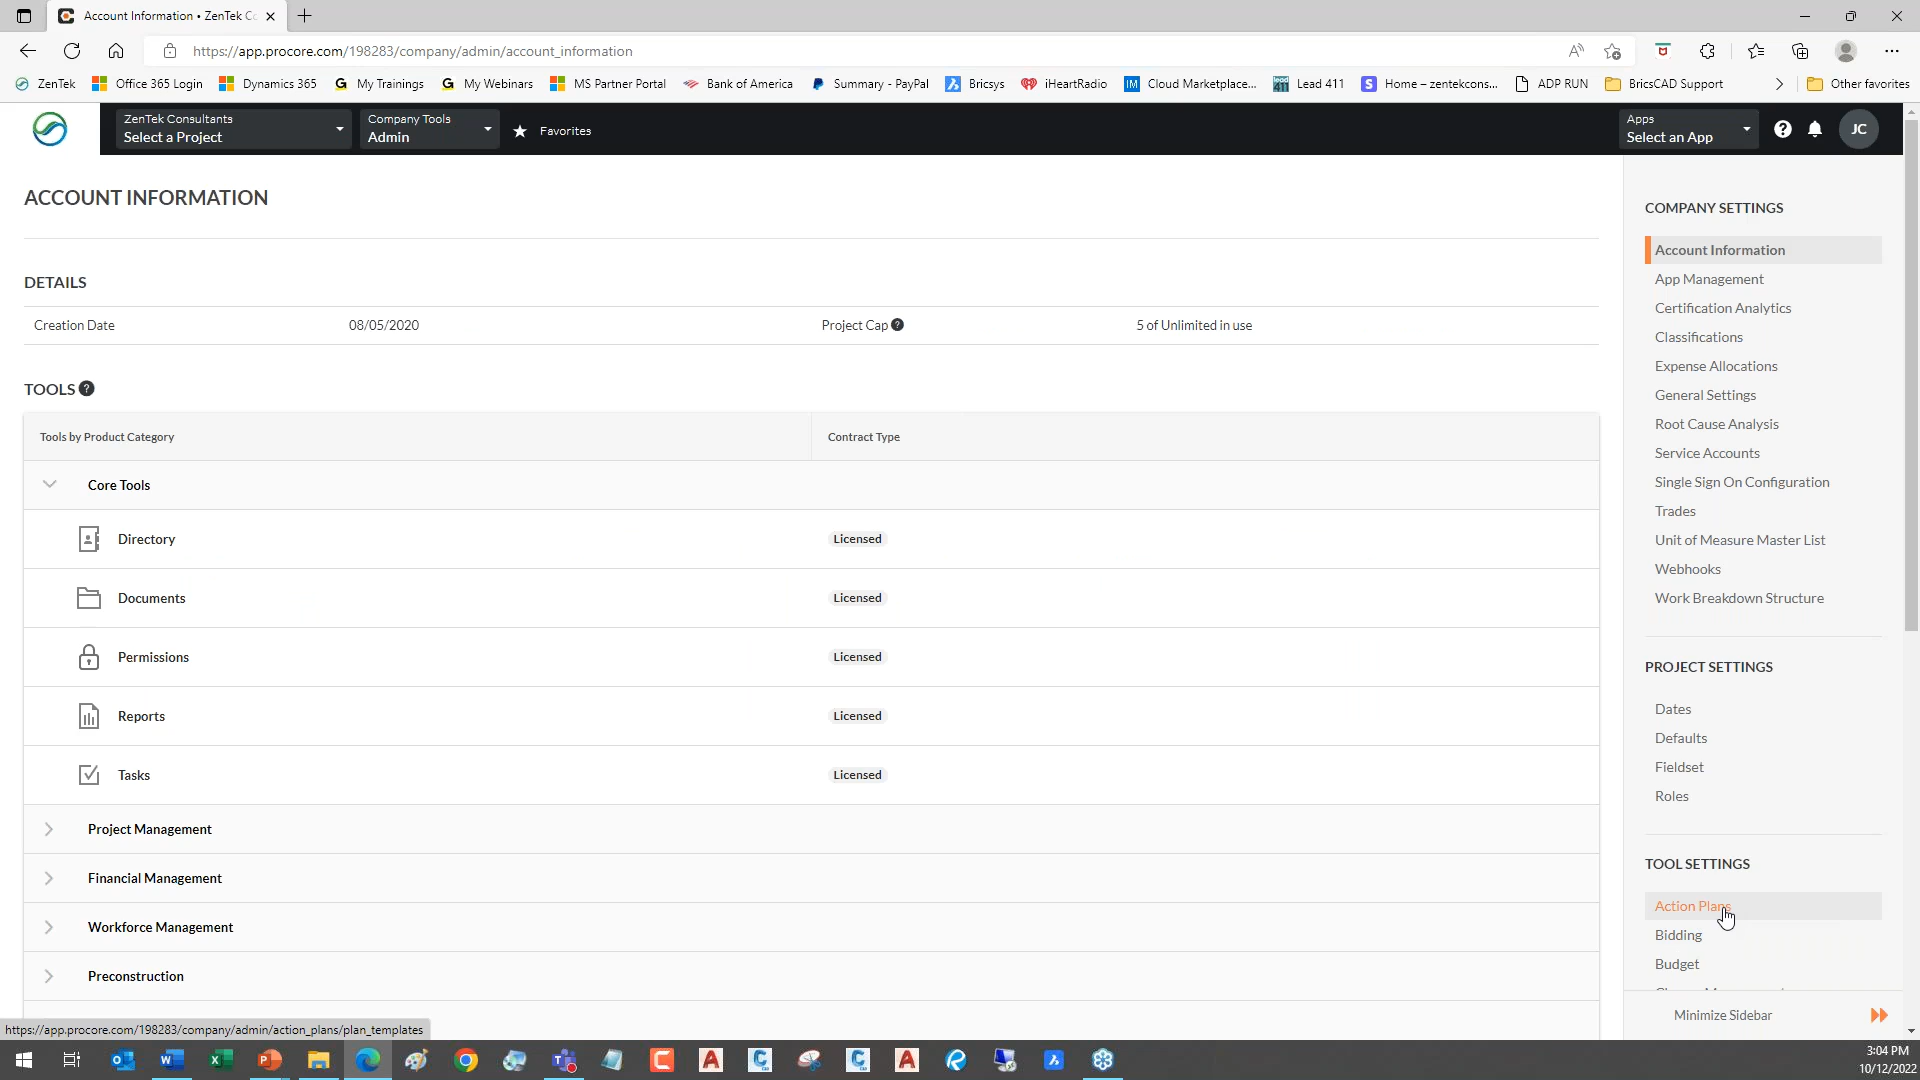 Account Information • ZenTek Co
https://app.procore.com/198283/company/admin/account_information
ZenTek
Office 365 Login
Dynamics 365
My Trainings
My Webinars
MS Partner Portal
Bank of America
Summary - PayPal
Bricsys
iHeartRadio
IM
Cloud Marketplace...
Lead 411
Home – zentekcons...
ADP RUN
BricsCAD Support
Other favorites
ZenTek Consultants
Select a Project
Company Tools
Admin
Favorites
Apps
Select an App
JC
ACCOUNT INFORMATION
DETAILS
Creation Date
08/05/2020
Project Cap
5 of Unlimited in use
TOOLS
Tools by Product Category
Contract Type
Core Tools
Directory
Licensed
Documents
Licensed
Permissions
Licensed
Reports
Licensed
Tasks
Licensed
Project Management
Financial Management
Workforce Management
Preconstruction
COMPANY SETTINGS
Account Information
App Management
Certification Analytics
Classifications
Expense Allocations
General Settings
Root Cause Analysis
Service Accounts
Single Sign On Configuration
Trades
Unit of Measure Master List
Webhooks
Work Breakdown Structure
PROJECT SETTINGS
Dates
Defaults
Fieldset
Roles
TOOL SETTINGS
Action Plans
Bidding
Budget
Minimize Sidebar
https://app.procore.com/198283/company/admin/action_plans/plan_templates
3:04 PM
10/12/2022